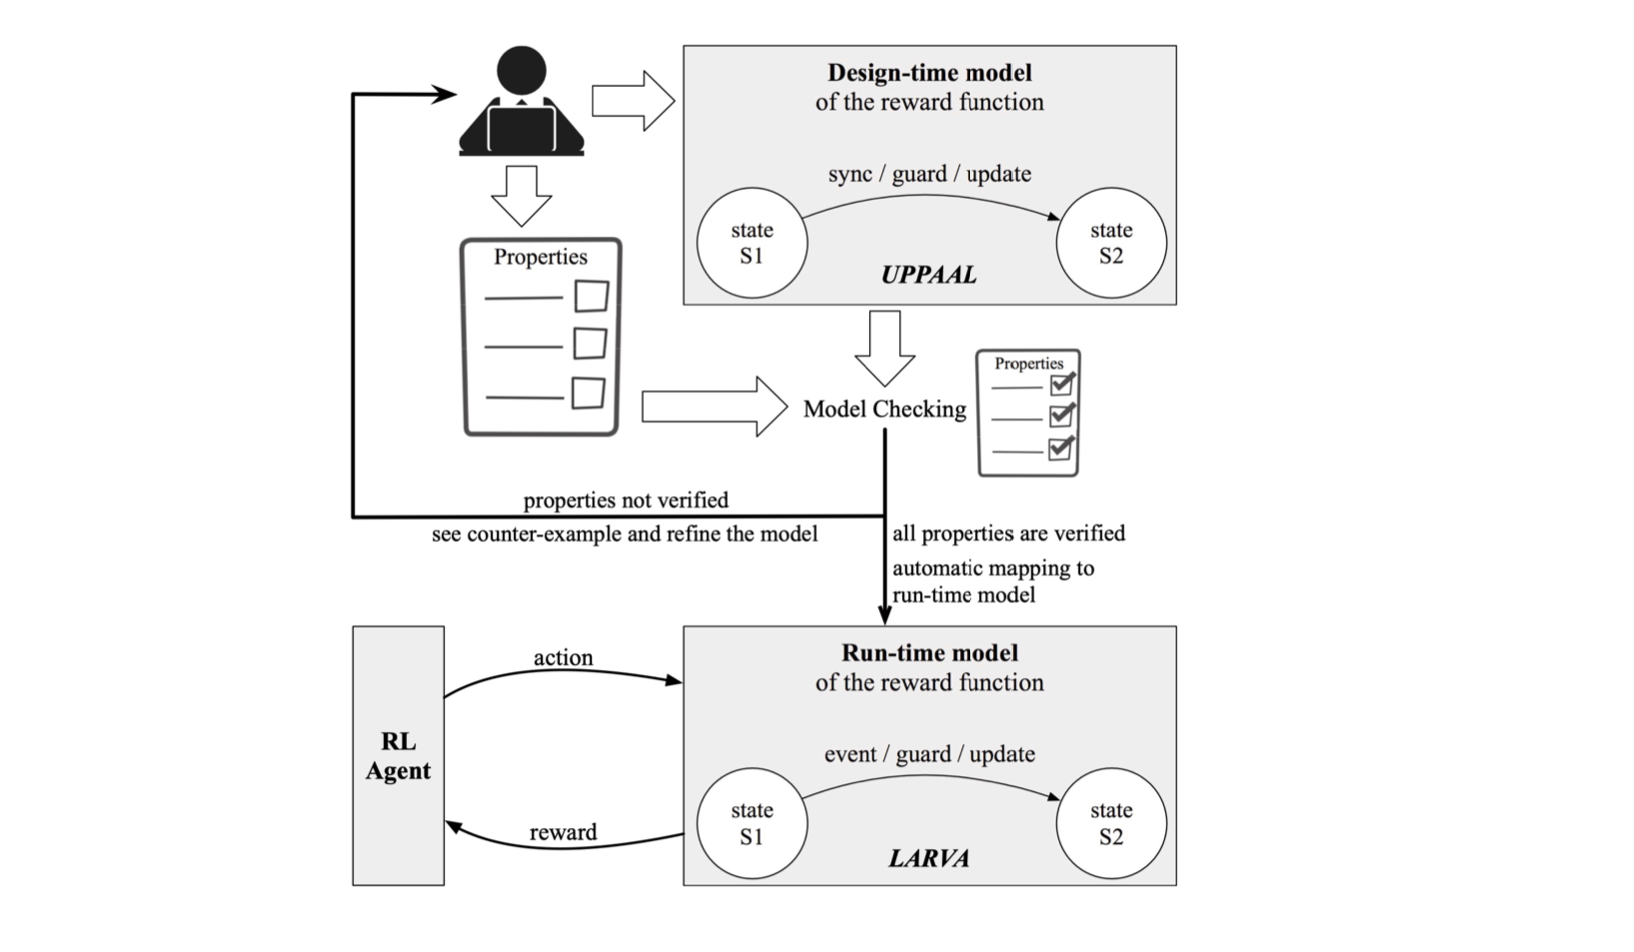 Design-time model
of the reward function
sync / guard / update
state
S1
state
S2
UPPAAL
Properties
Model Checking
Properties
properties not verified
see counter-example and refine the model
all properties are verified
automatic mapping to
run-time model
RL
Agent
action
reward
Run-time model
of the reward function
event / guard / update
state
S1
state
S2
LARVA